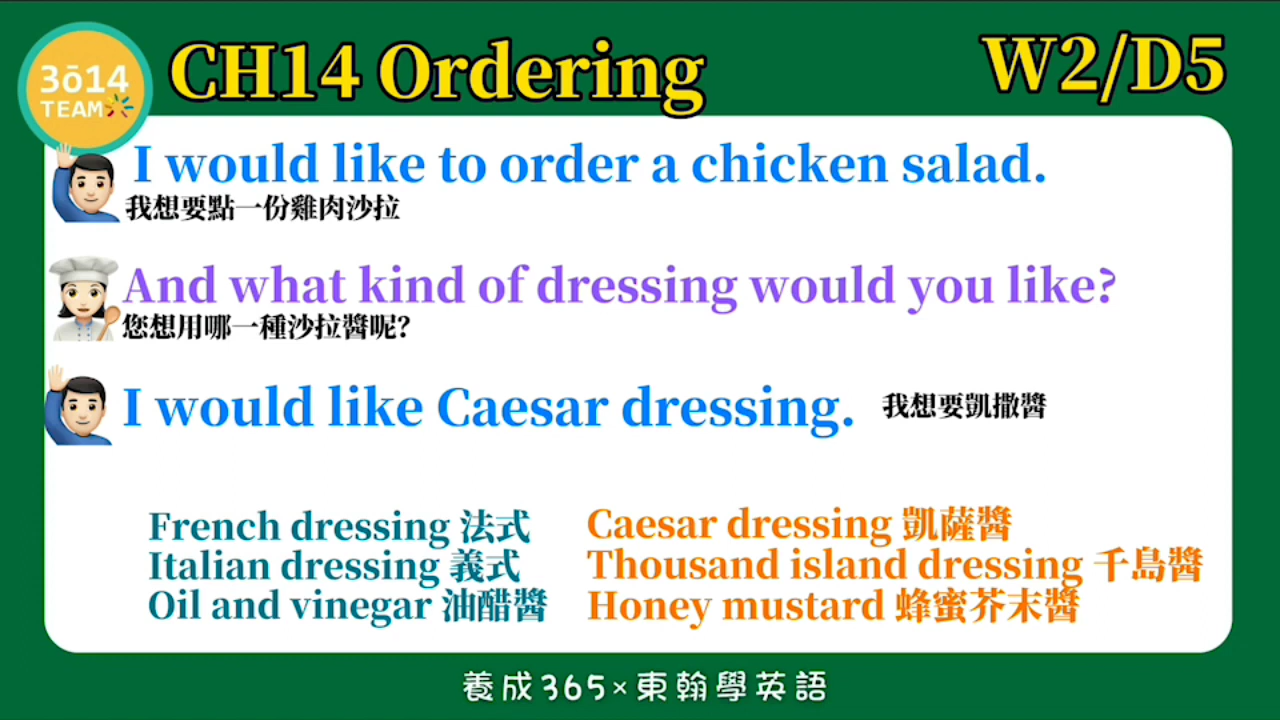 3ō14
TEAM
CH14 Ordering
W2/D5
I would like to order a chicken salad.
我想要點一份雞肉沙拉
And what kind of dressing would you like?
您想用哪一種沙拉醬呢?
I would like Caesar dressing.
我想要凱撒醬
French dressing 法式
Italian dressing 義式
Oil and vinegar 油醋醬
Caesar dressing 凱薩醬
Thousand island dressing 千島醬
Honey mustard 蜂蜜芥末醬
養成365×東翰學英語